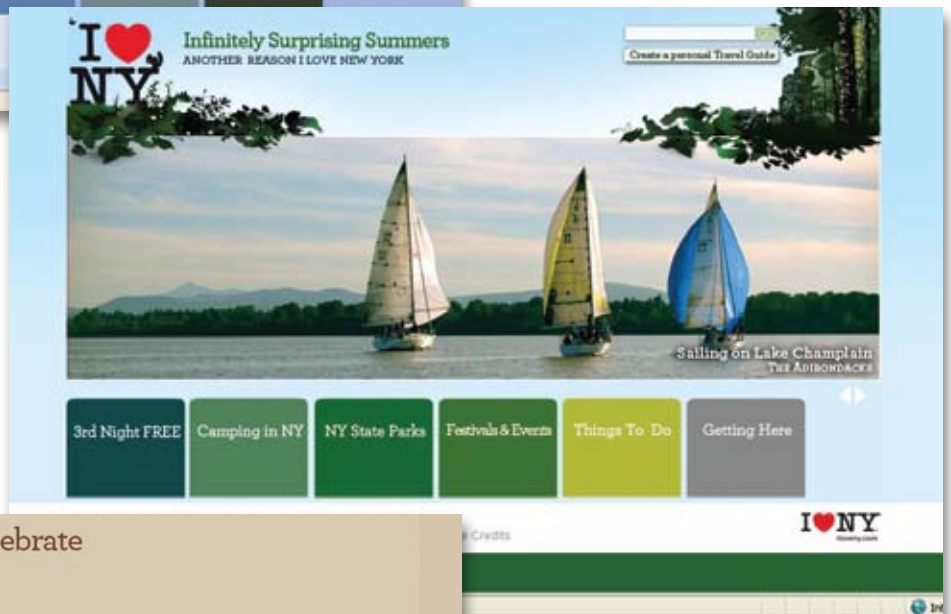 I ❤ NY
Infinitely Surprising Summers
ANOTHER REASON I LOVE NEW YORK
Create a personal Travel Guide
Sailing on Lake Champlain
THE ADIRONDACKS
3rd Night FREE
Camping in NY
NY State Parks
Festivals & Events
Things To Do
Getting Here
Credits
I ❤ NY
iloveny.com
ebrate